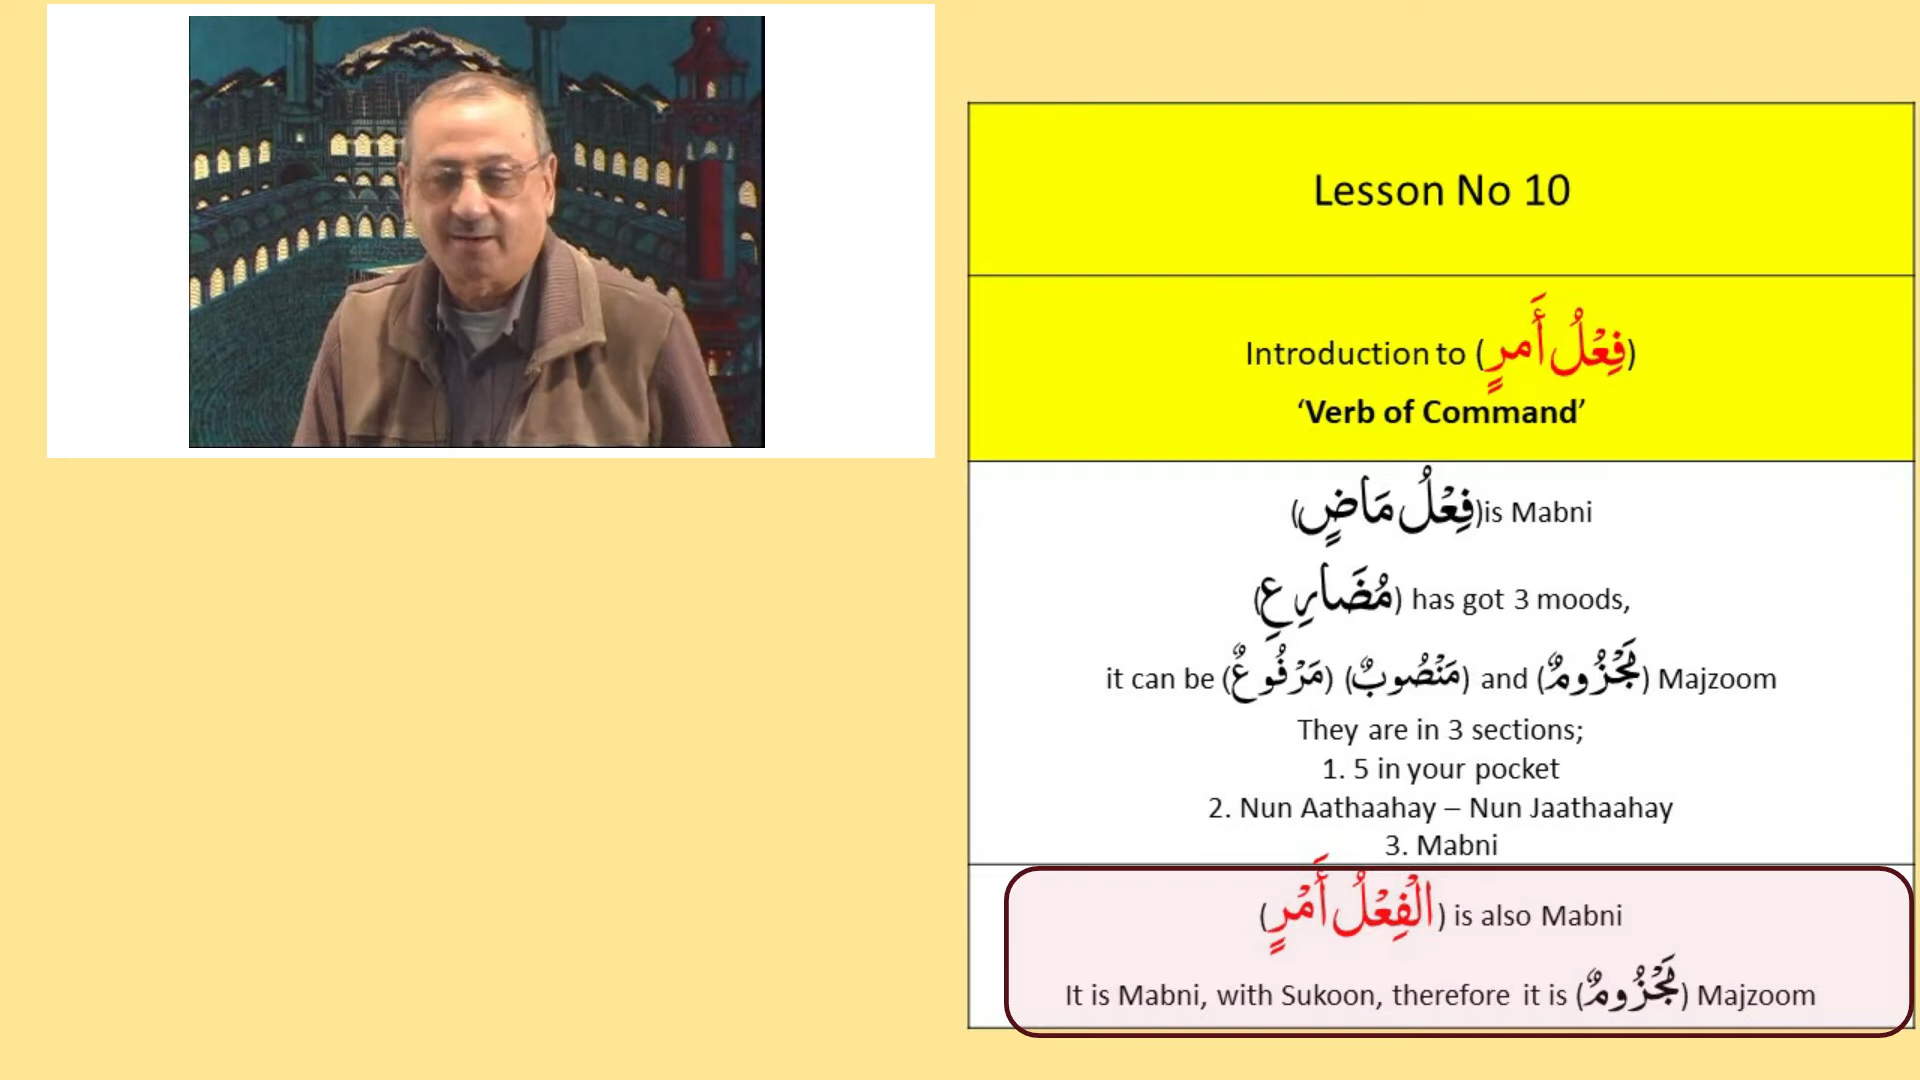 Lesson No 10
Introduction to (فِعْلُ أَمرٍ)
‘Verb of Command’
(فِعْلُ مَاضٍ)is Mabni
(مُضَارِعِ) has got 3 moods,
it can be (مَرْفُوعٌ) (مَنْصُوبٌ) and (مَجْزُومٌ) Majzoom
They are in 3 sections;
1. 5 in your pocket
2. Nun Aathaahay – Nun Jaathaahay
3. Mabni
(الْفِعْلُ أَمْرٍ) is also Mabni
It is Mabni, with Sukoon, therefore it is (مَجْزُومٌ) Majzoom